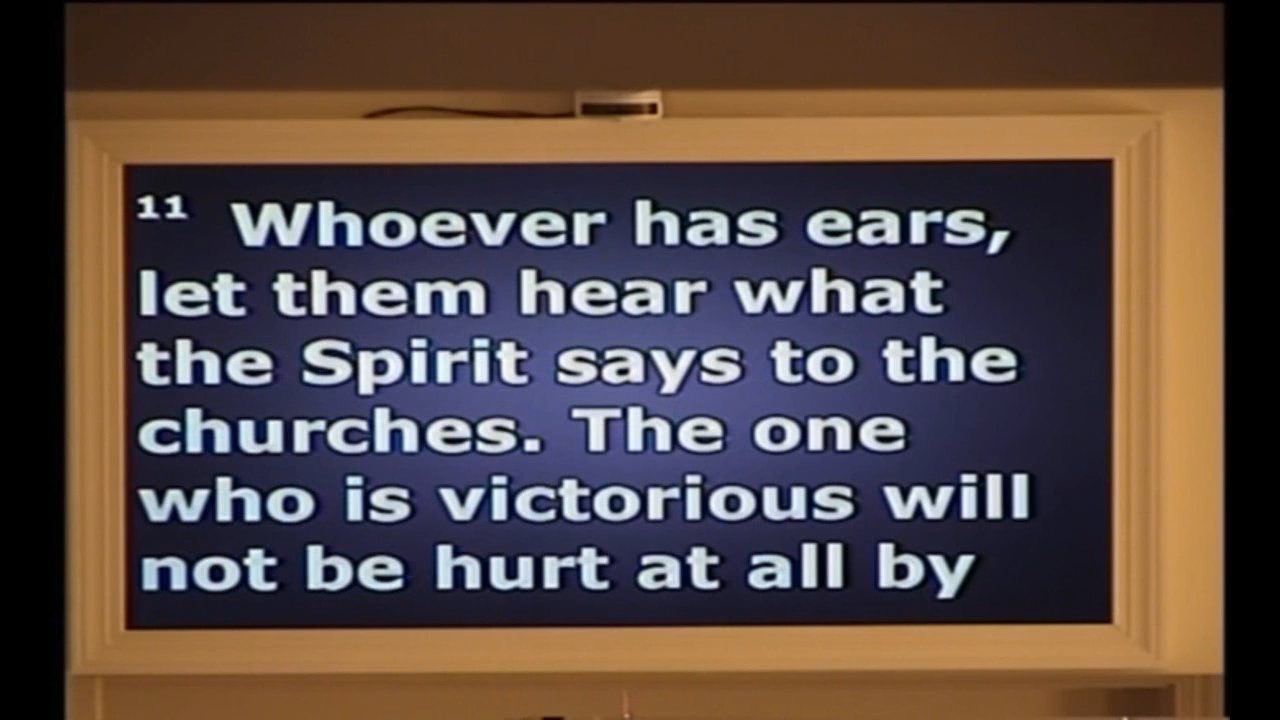 11 Whoever has ears,
let them hear what
the Spirit says to the
churches. The one
who is victorious will
not be hurt at all by